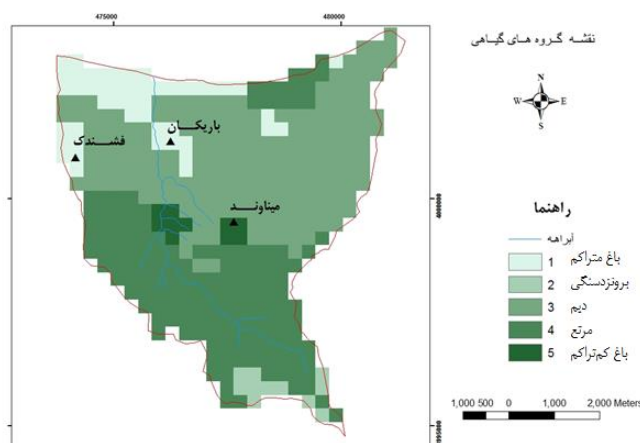 475000 480000
نقشه گروه های گیاهی
N
W E
S
باریکان
فشندک
میناوند
4000000
راهنما
آبراهه
1 باغ متراکم
2 برونزدسنگی
3 دیم
4 مرتع
5 باغ کم‌تراکم
1,000 500 0 1,000 2,000 Meters